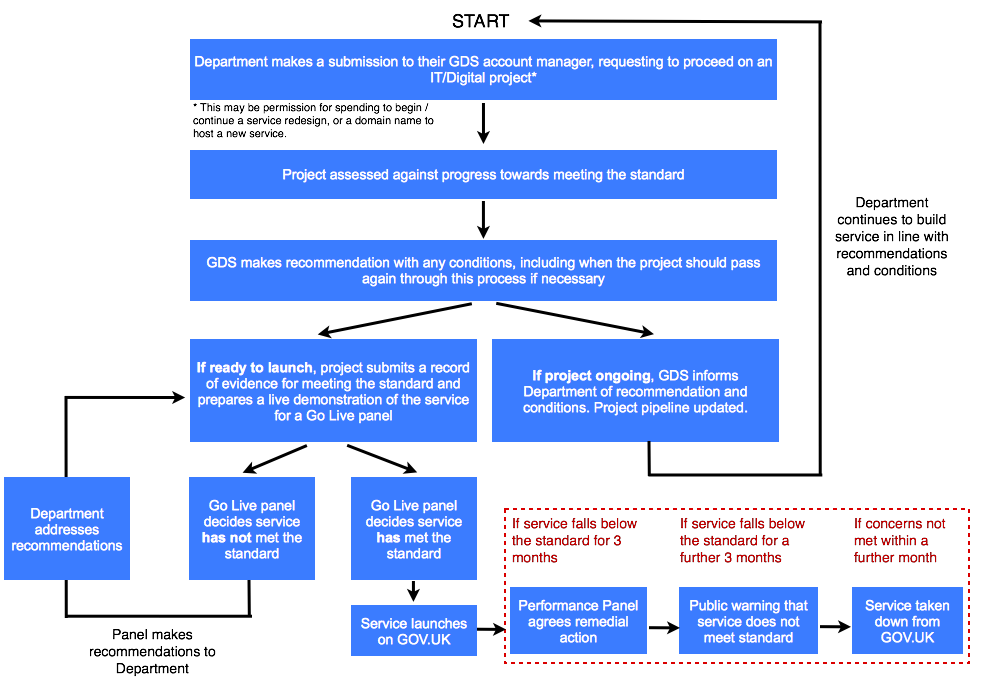 START
Department makes a submission to their GDS account manager, requesting to proceed on an
IT/Digital project*
* This may be permission for spending to begin /
continue a service redesign, or a domain name to
host a new service.
Project assessed against progress towards meeting the standard
GDS makes recommendation with any conditions, including when the project should pass
again through this process if necessary
Department
continues to build
service in line with
recommendations
and conditions
If ready to launch, project submits a record
of evidence for meeting the standard and
prepares a live demonstration of the service
for a Go Live panel
If project ongoing, GDS informs
Department of recommendation and
conditions. Project pipeline updated.
Department
addresses
recommendations
Go Live panel
decides service
has not met the
standard
Go Live panel
decides service
has met the
standard
Panel makes
recommendations to
Department
Service launches
on GOV.UK
If service falls below
the standard for 3
months
Performance Panel
agrees remedial
action
If service falls below
the standard for a
further 3 months
Public warning that
service does not
meet standard
If concerns not
met within a
further month
Service taken
down from
GOV.UK